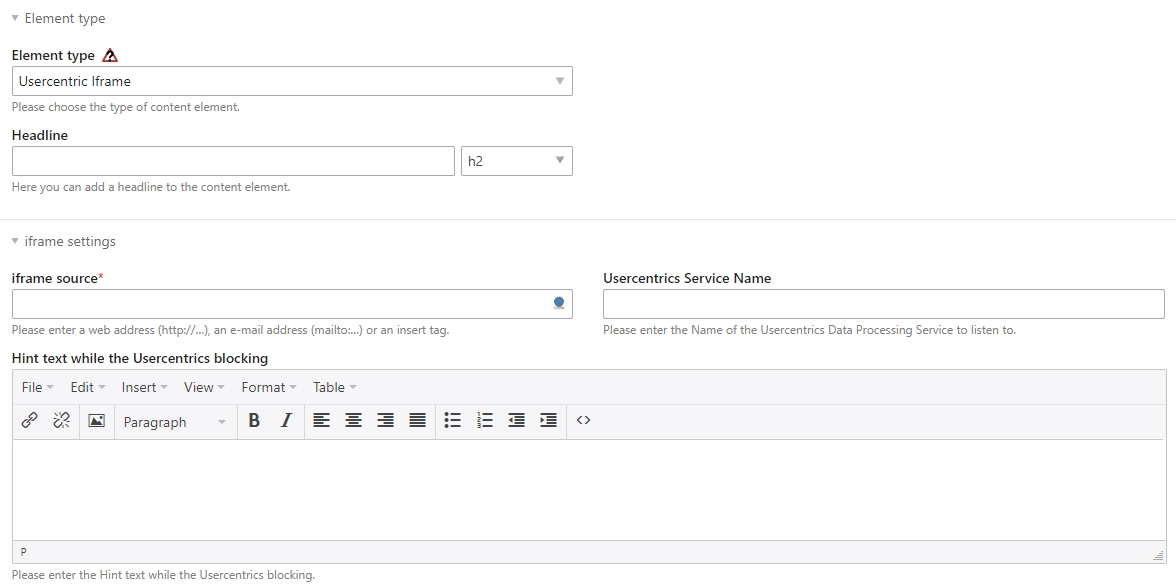 Element type
Element type
Usercentric Iframe
Please choose the type of content element.
Headline
h2
Here you can add a headline to the content element.
iframe settings
iframe source*
Usercentrics Service Name
Please enter a web address (http://...), an e-mail address (mailto:...) or an insert tag.
Please enter the Name of the Usercentrics Data Processing Service to listen to.
Hint text while the Usercentrics blocking
File Edit Insert View Format Table
Paragraph B I
P
Please enter the Hint text while the Usercentrics blocking.